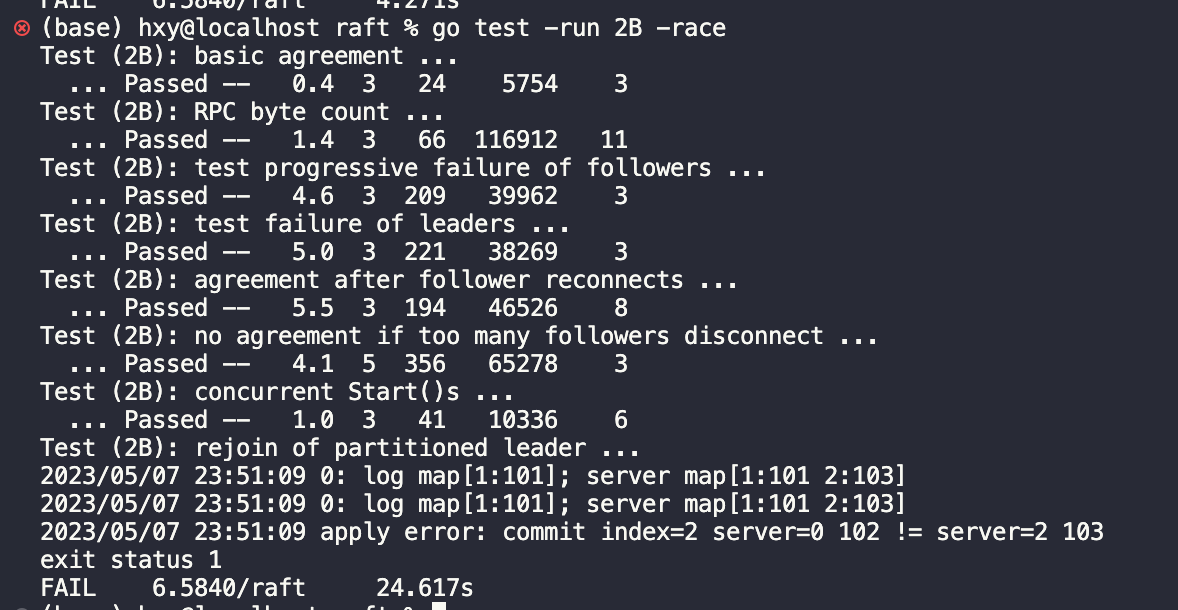 FAIL    6.5840/raft     4.271s
(base) hxy@localhost raft % go test -run 2B -race
Test (2B): basic agreement ...
  ... Passed --   0.4  3   24    5754    3
Test (2B): RPC byte count ...
  ... Passed --   1.4  3   66  116912   11
Test (2B): test progressive failure of followers ...
  ... Passed --   4.6  3  209   39962    3
Test (2B): test failure of leaders ...
  ... Passed --   5.0  3  221   38269    3
Test (2B): agreement after follower reconnects ...
  ... Passed --   5.5  3  194   46526    8
Test (2B): no agreement if too many followers disconnect ...
  ... Passed --   4.1  5  356   65278    3
Test (2B): concurrent Start()s ...
  ... Passed --   1.0  3   41   10336    6
Test (2B): rejoin of partitioned leader ...
2023/05/07 23:51:09 0: log map[1:101]; server map[1:101 2:103]
2023/05/07 23:51:09 0: log map[1:101]; server map[1:101 2:103]
2023/05/07 23:51:09 apply error: commit index=2 server=0 102 != server=2 103
exit status 1
FAIL    6.5840/raft     24.617s
(base) hxy@localhost raft %